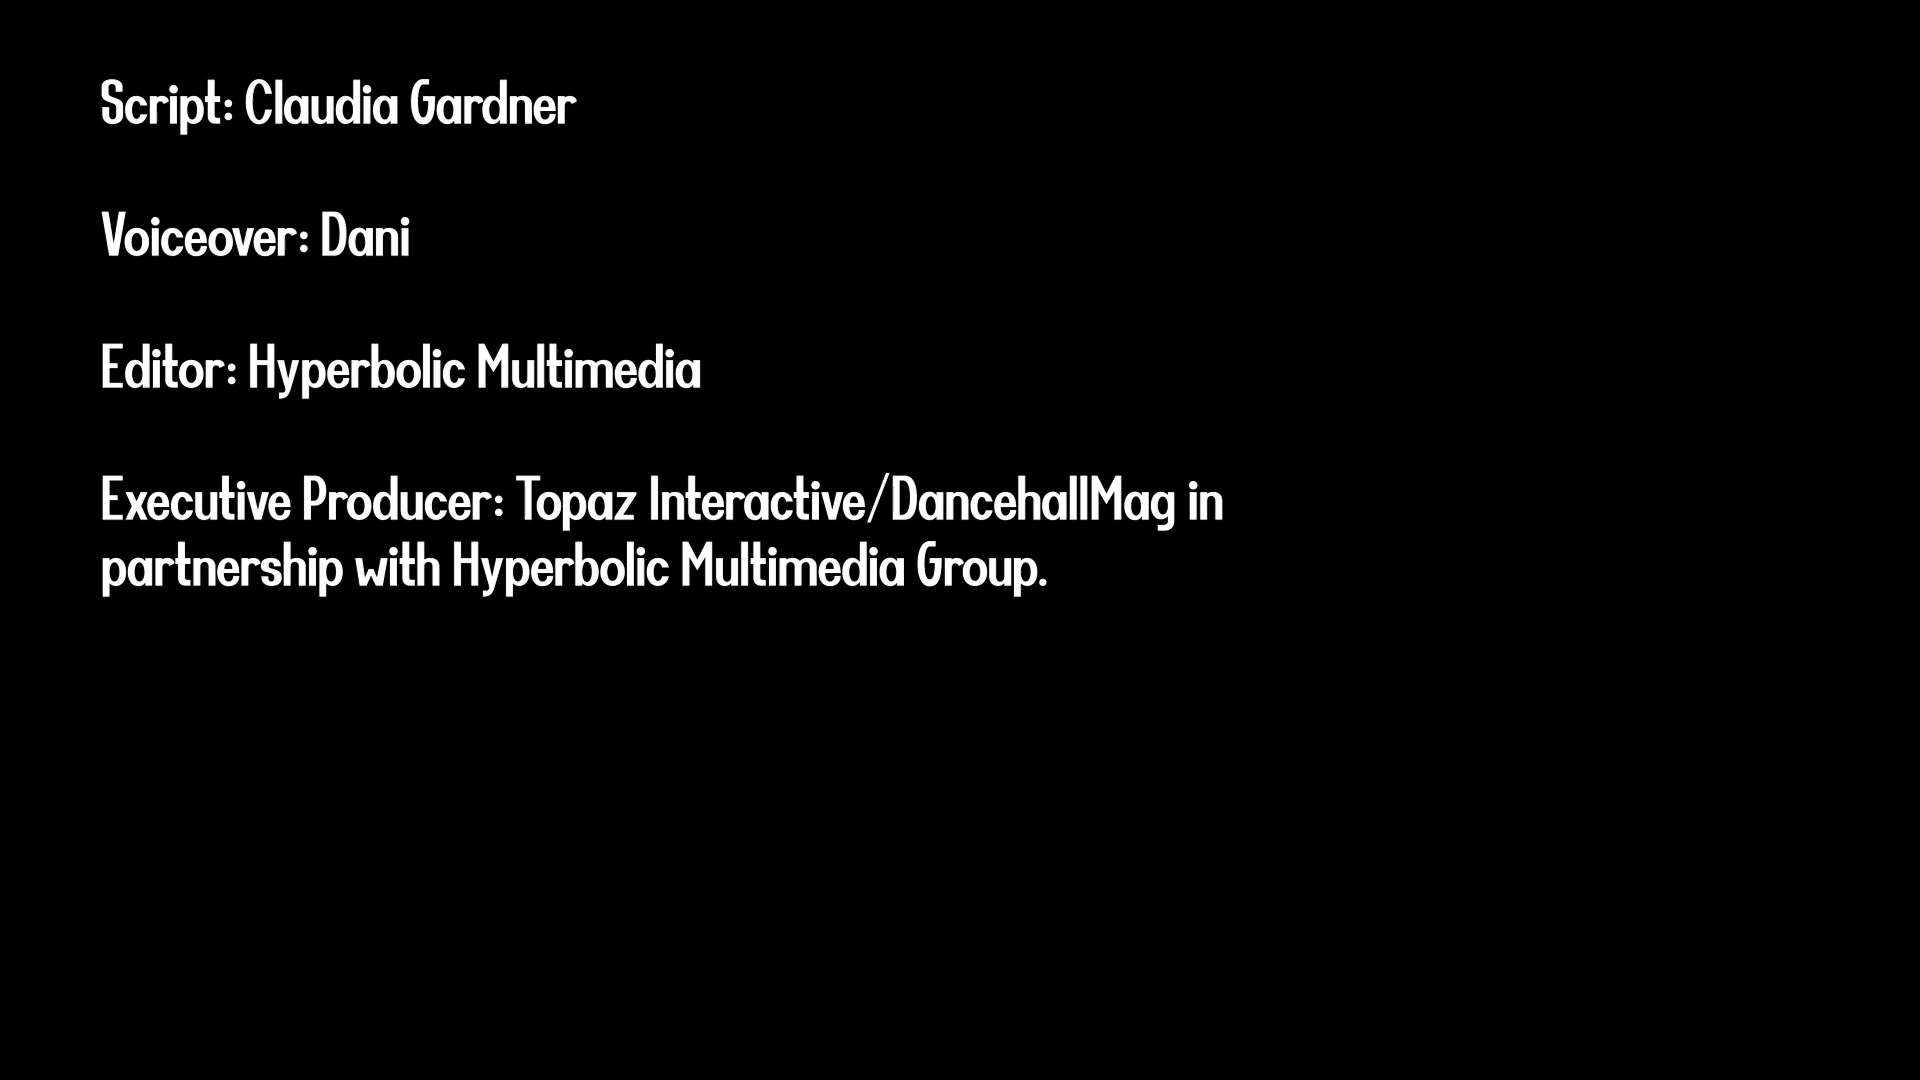 Script: Claudia Gardner
Voiceover: Dani
Editor: Hyperbolic Multimedia
Executive Producer: Topaz Interactive/DancehallMag in
partnership with Hyperbolic Multimedia Group.